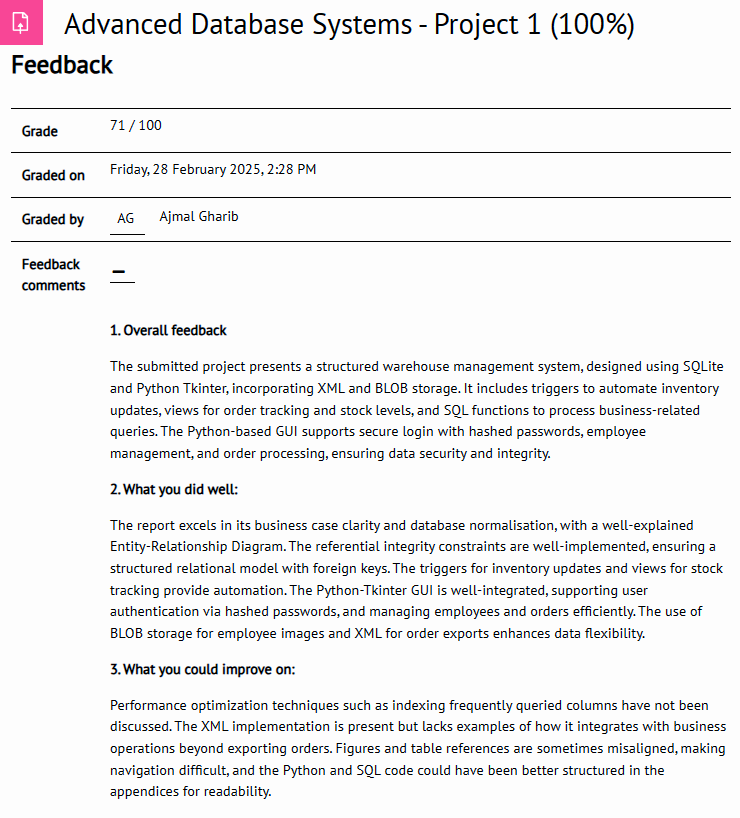 Advanced Database Systems - Project 1 (100%)
Feedback
Grade 71 / 100
Graded on Friday, 28 February 2025, 2:28 PM
Graded by AG Ajmal Gharib
Feedback
comments
1. Overall feedback
The submitted project presents a structured warehouse management system, designed using SQLite
and Python Tkinter, incorporating XML and BLOB storage. It includes triggers to automate inventory
updates, views for order tracking and stock levels, and SQL functions to process business-related
queries. The Python-based GUI supports secure login with hashed passwords, employee
management, and order processing, ensuring data security and integrity.
2. What you did well:
The report excels in its business case clarity and database normalisation, with a well-explained
Entity-Relationship Diagram. The referential integrity constraints are well-implemented, ensuring a
structured relational model with foreign keys. The triggers for inventory updates and views for stock
tracking provide automation. The Python-Tkinter GUI is well-integrated, supporting user
authentication via hashed passwords, and managing employees and orders efficiently. The use of
BLOB storage for employee images and XML for order exports enhances data flexibility.
3. What you could improve on:
Performance optimization techniques such as indexing frequently queried columns have not been
discussed. The XML implementation is present but lacks examples of how it integrates with business
operations beyond exporting orders. Figures and table references are sometimes misaligned, making
navigation difficult, and the Python and SQL code could have been better structured in the
appendices for readability.